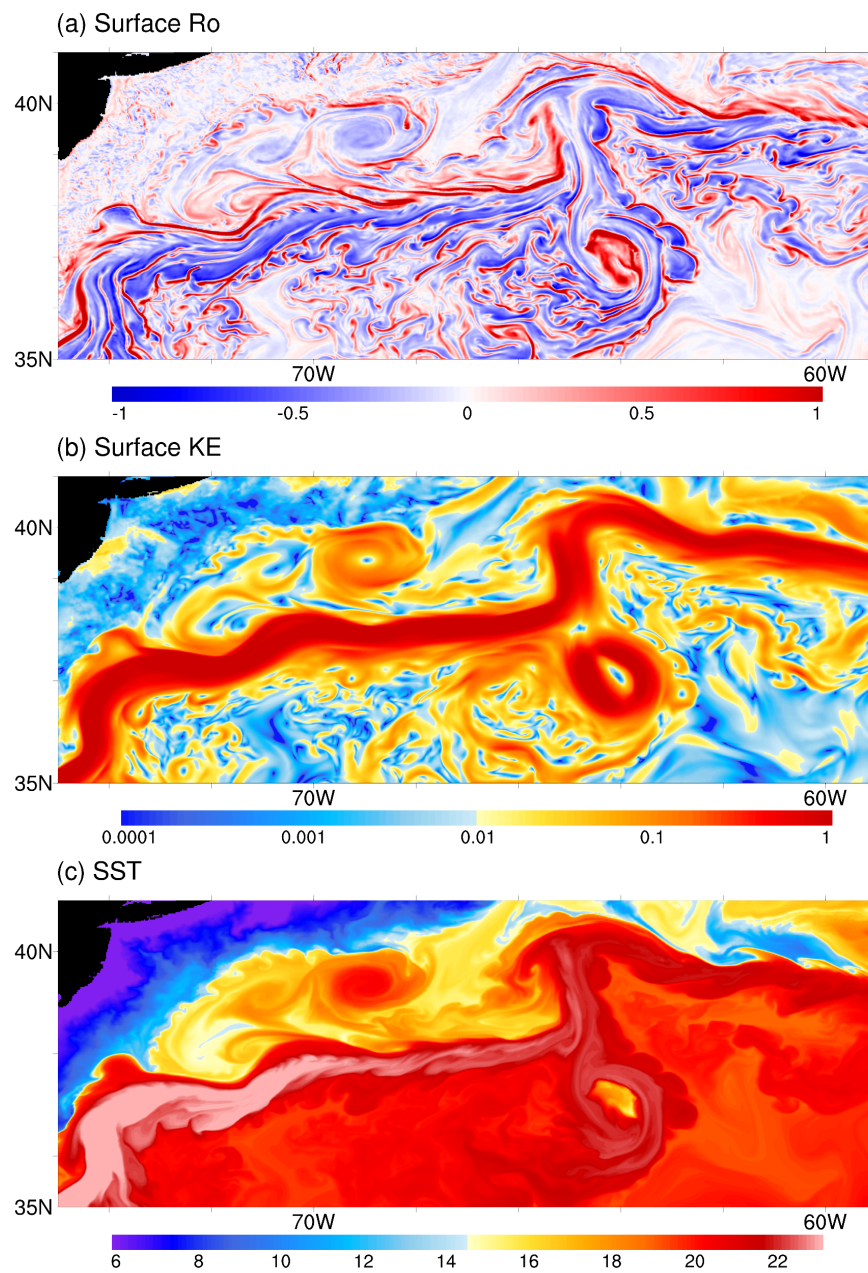 (a) Surface Ro
40N
35N
70W 60W
-1 -0.5 0 0.5 1
(b) Surface KE
40N
35N
70W 60W
0.0001 0.001 0.01 0.1 1
(c) SST
40N
35N
70W 60W
6 8 10 12 14 16 18 20 22